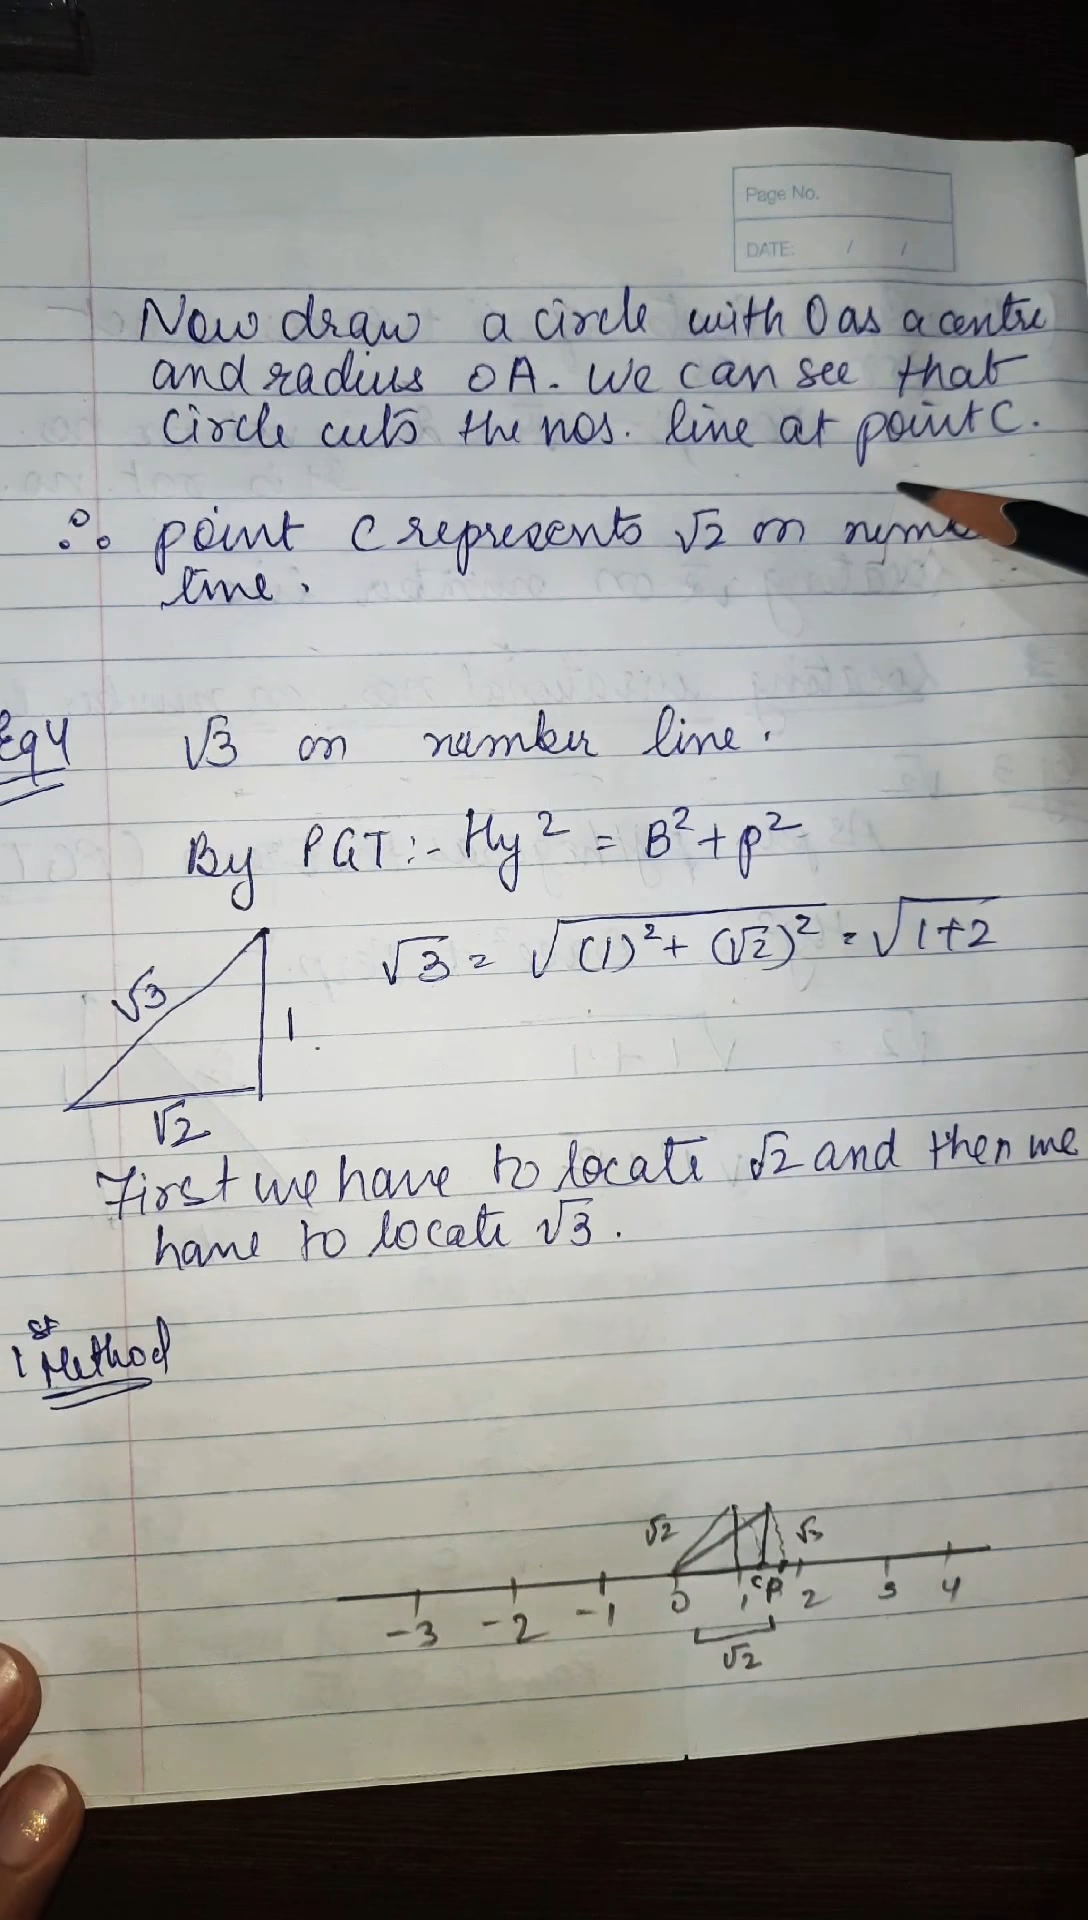 Page No.
DATE: / /
Now draw a circle with O as a centre
and radius OA. We can see that
circle cuts the nos. line at point C.
∴ point C represents √2 on
line.
Eg 4 √3 on number line.
By PGT:- Hy² = B² + p²
√3 = √(1)² + (√2)² = √1+2
√3
1
√2
First we have to locate √2 and then we
have to locate √3.
1st Method
√2 √3
-3 -2 -1 0 1 C 2 3 4
√2